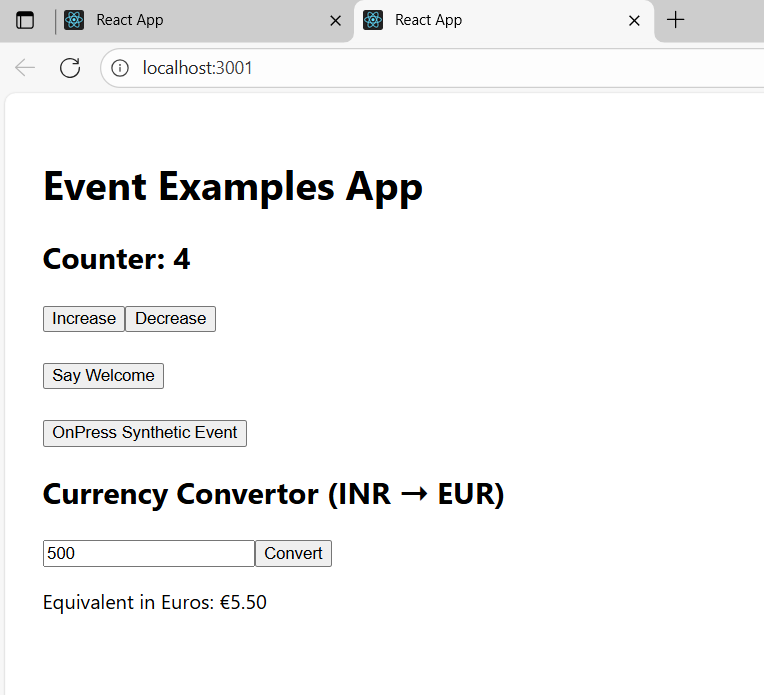 React App React App
localhost:3001
Event Examples App
Counter: 4
Increase Decrease
Say Welcome
OnPress Synthetic Event
Currency Convertor (INR → EUR)
500 Convert
Equivalent in Euros: €5.50